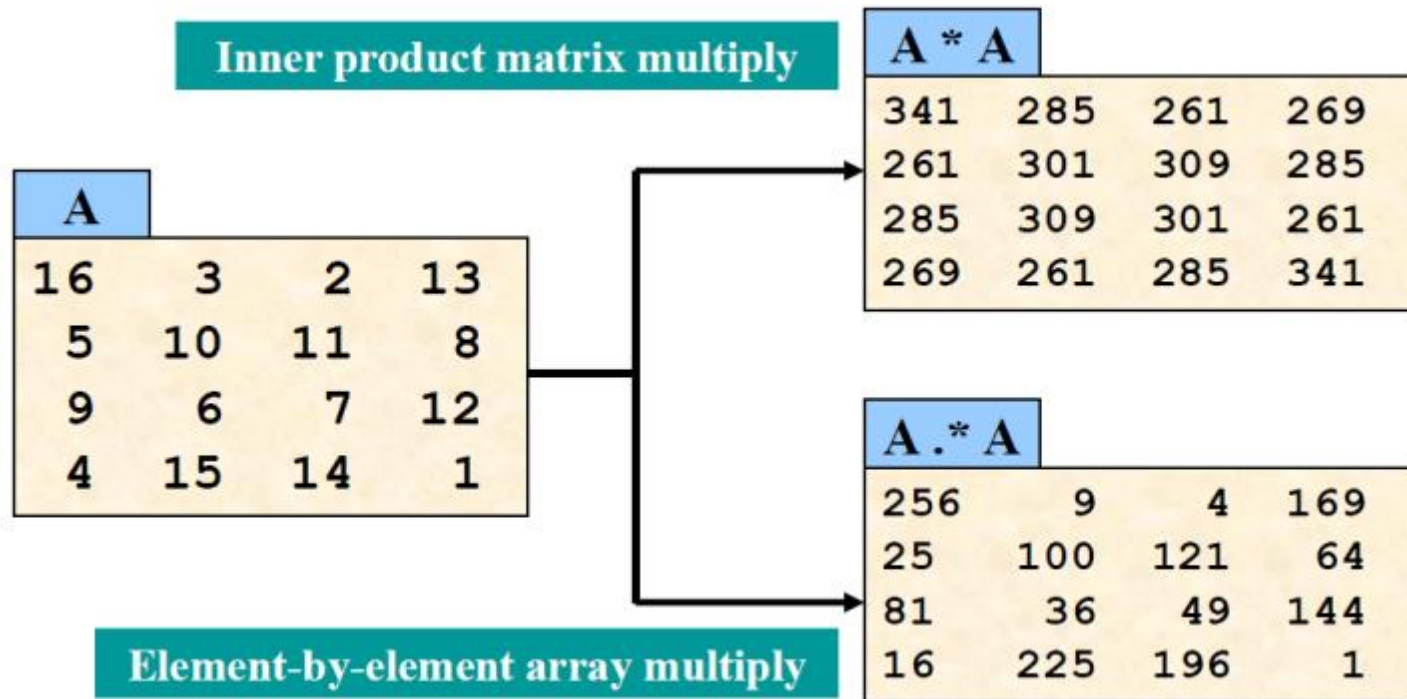 Inner product matrix multiply
A * A
341 285 261 269
261 301 309 285
285 309 301 261
269 261 285 341
A
16 3 2 13
5 10 11 8
9 6 7 12
4 15 14 1
A .* A
256 9 4 169
25 100 121 64
81 36 49 144
16 225 196 1
Element-by-element array multiply